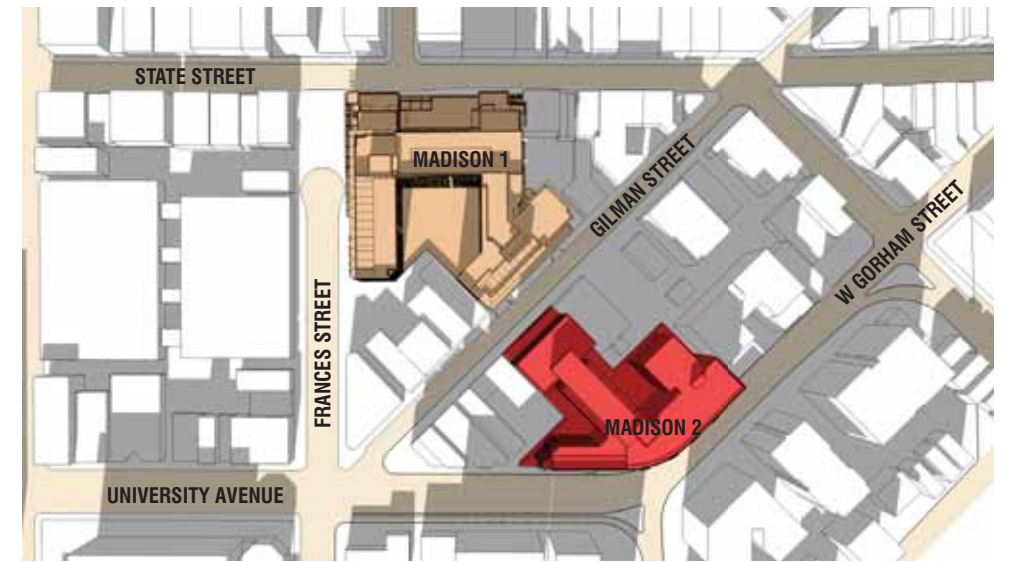 STATE STREET
MADISON 1
GILMAN STREET
W GORHAM STREET
FRANCES STREET
MADISON 2
UNIVERSITY AVENUE